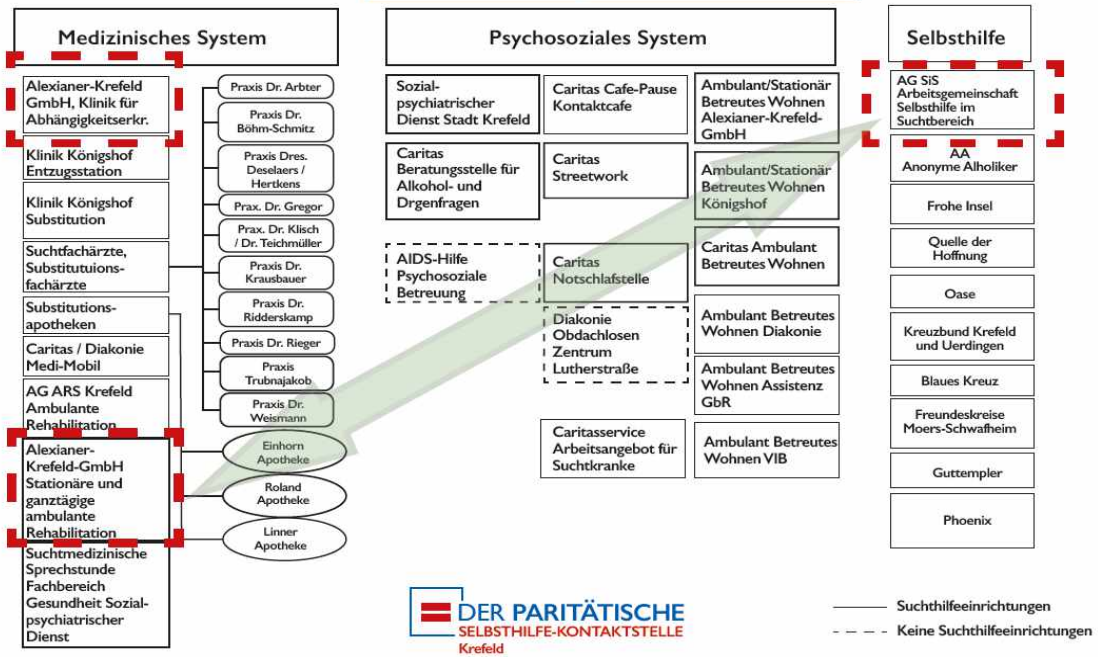 Medizinisches System
Alexianer-Krefeld
GmbH, Klinik für
Abhängigkeitserkr.
Klinik Königshof
Entzugsstation
Klinik Königshof
Substitution
Suchtfachärzte,
Substitutuions-
fachärzte
Substitutions-
apotheken
Caritas / Diakonie
Medi-Mobil
AG ARS Krefeld
Ambulante
Rehabilitation
Alexianer-
Krefeld-GmbH
Stationäre und
ganztägige
ambulante
Rehabilitation
Suchtmedizinische
Sprechstunde
Fachbereich
Gesundheit Sozial-
psychiatrischer
Dienst
Praxis Dr. Arbter
Praxis Dr.
Böhm-Schmitz
Praxis Dres.
Deselaers /
Hertkens
Prax. Dr. Gregor
Prax. Dr. Klisch
/ Dr. Teichmüller
Praxis Dr.
Krausbauer
Praxis Dr.
Ridderskamp
Praxis Dr. Rieger
Praxis
Trubnajakob
Praxis Dr.
Weismann
Einhorn
Apotheke
Roland
Apotheke
Linner
Apotheke
Psychosoziales System
Sozial-
psychiatrischer
Dienst Stadt Krefeld
Caritas
Beratungsstelle für
Alkohol- und
Drgenfragen
AIDS-Hilfe
Psychosoziale
Betreuung
Caritas Cafe-Pause
Kontaktcafe
Caritas
Streetwork
Caritas
Notschlafstelle
Diakonie
Obdachlosen
Zentrum
Lutherstraße
Caritasservice
Arbeitsangebot für
Suchtkranke
Ambulant/Stationär
Betreutes Wohnen
Alexianer-Krefeld-
GmbH
Ambulant/Stationär
Betreutes Wohnen
Königshof
Caritas Ambulant
Betreutes Wohnen
Ambulant Betreutes
Wohnen Diakonie
Ambulant Betreutes
Wohnen Assistenz
GbR
Ambulant Betreutes
Wohnen VIB
Selbsthilfe
AG SiS
Arbeitsgemeinschaft
Selbsthilfe im
Suchtbereich
AA
Anonyme Alholiker
Frohe Insel
Quelle der
Hoffnung
Oase
Kreuzbund Krefeld
und Uerdingen
Blaues Kreuz
Freundeskreise
Moers-Schwafheim
Guttempler
Phoenix
DER PARITÄTISCHE
SELBSTHILFE-KONTAKTSTELLE
Krefeld
Suchthilfeeinrichtungen
Keine Suchthilfeeinrichtungen